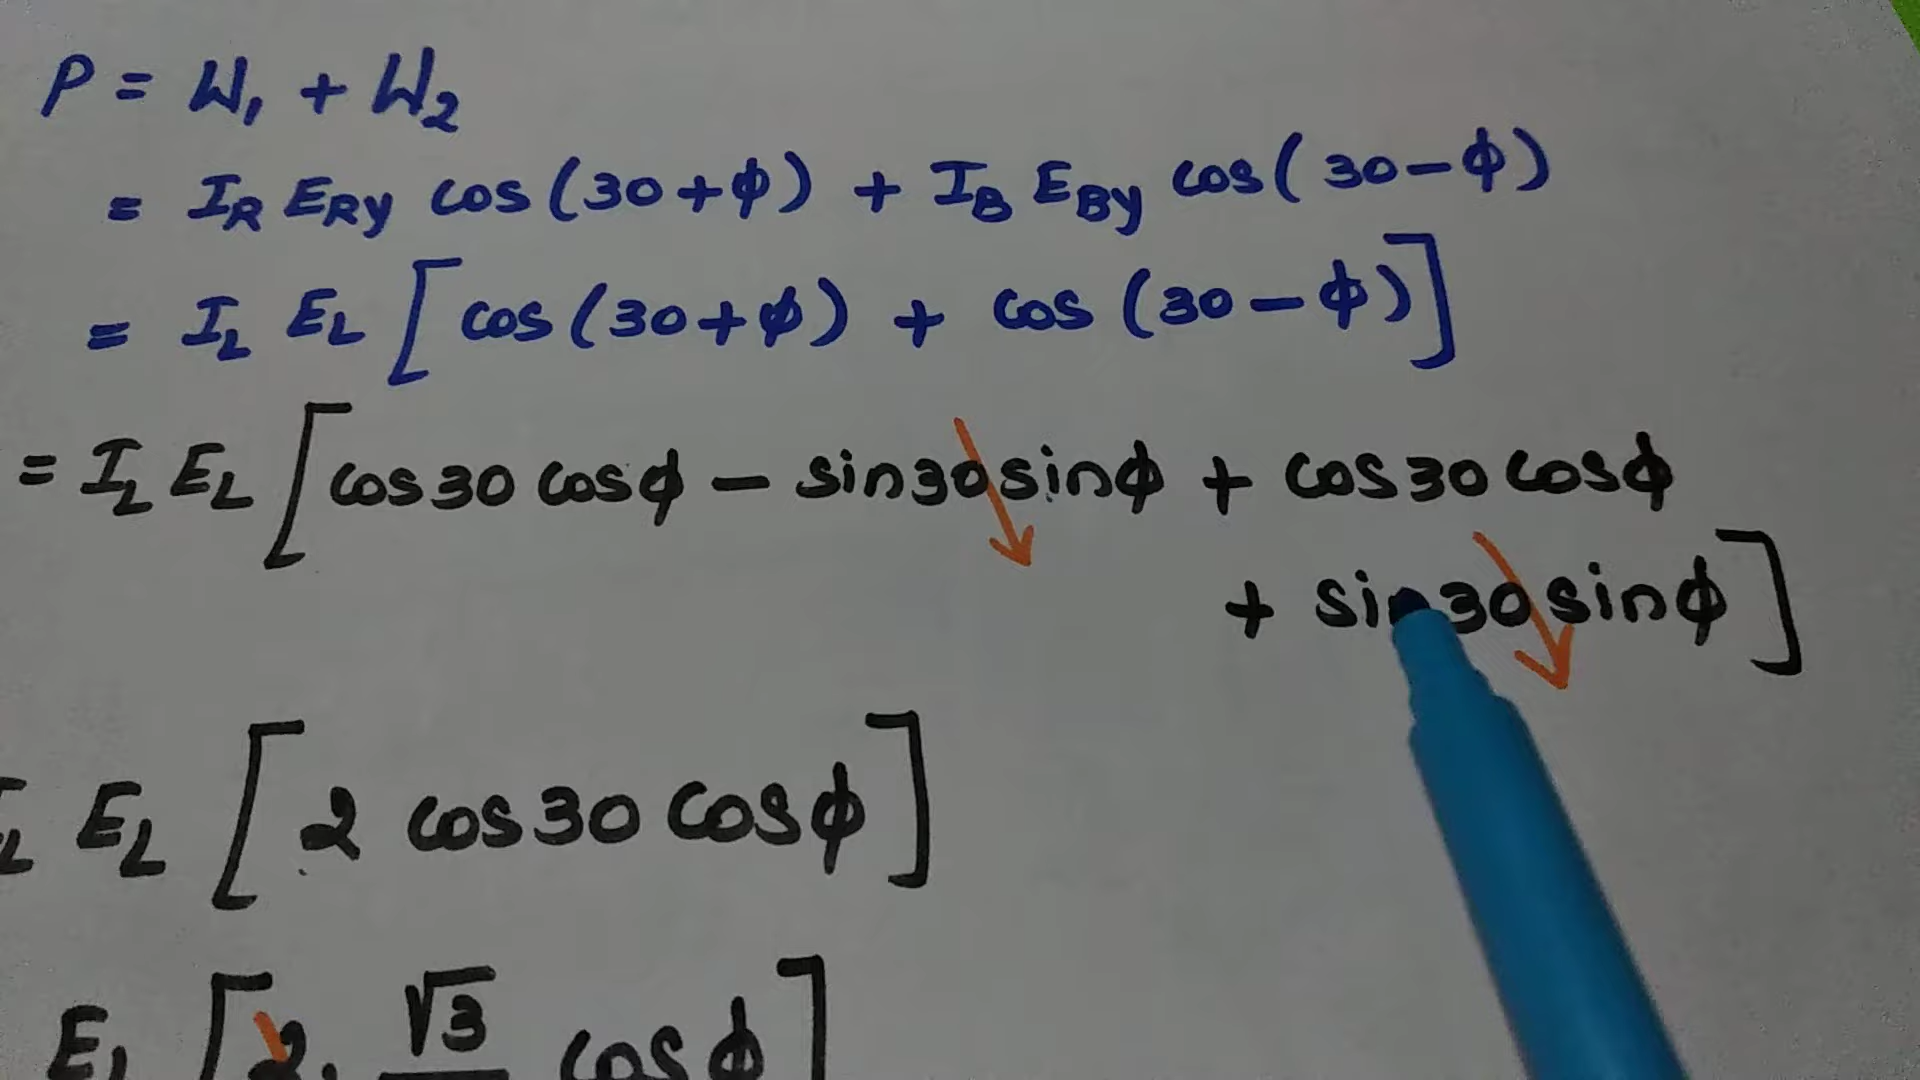 P = W₁ + W₂
= I_R E_RY cos(30+ϕ) + I_B E_BY cos(30-ϕ)
= I_L E_L [cos(30+ϕ) + cos(30-ϕ)]
= I_L E_L [cos30 cosϕ - sin30 sinϕ + cos30 cosϕ
+ sin30 sinϕ]
E_L [2 cos30 cosϕ]
[2. √3 cosϕ]